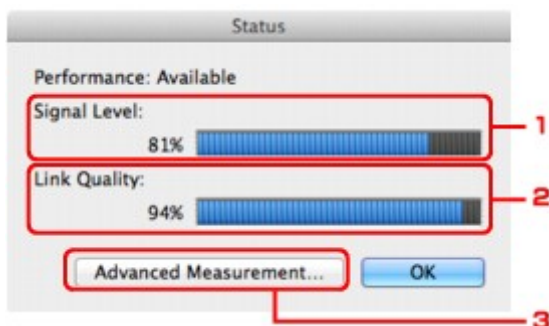 Status
Performance: Available
Signal Level:
1
81%
Link Quality:
2
94%
Advanced Measurement...
OK
3